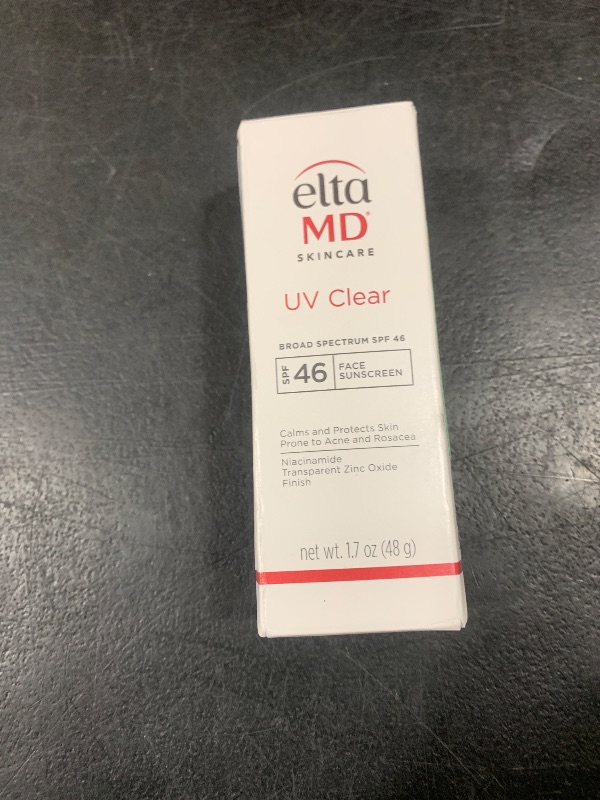 elta
MD®
SKINCARE
UV Clear
BROAD SPECTRUM SPF 46
SPF 46 FACE
SUNSCREEN
Calms and Protects Skin
Prone to Acne and Rosacea
Niacinamide
Transparent Zinc Oxide
Finish
net wt. 1.7 oz (48 g)